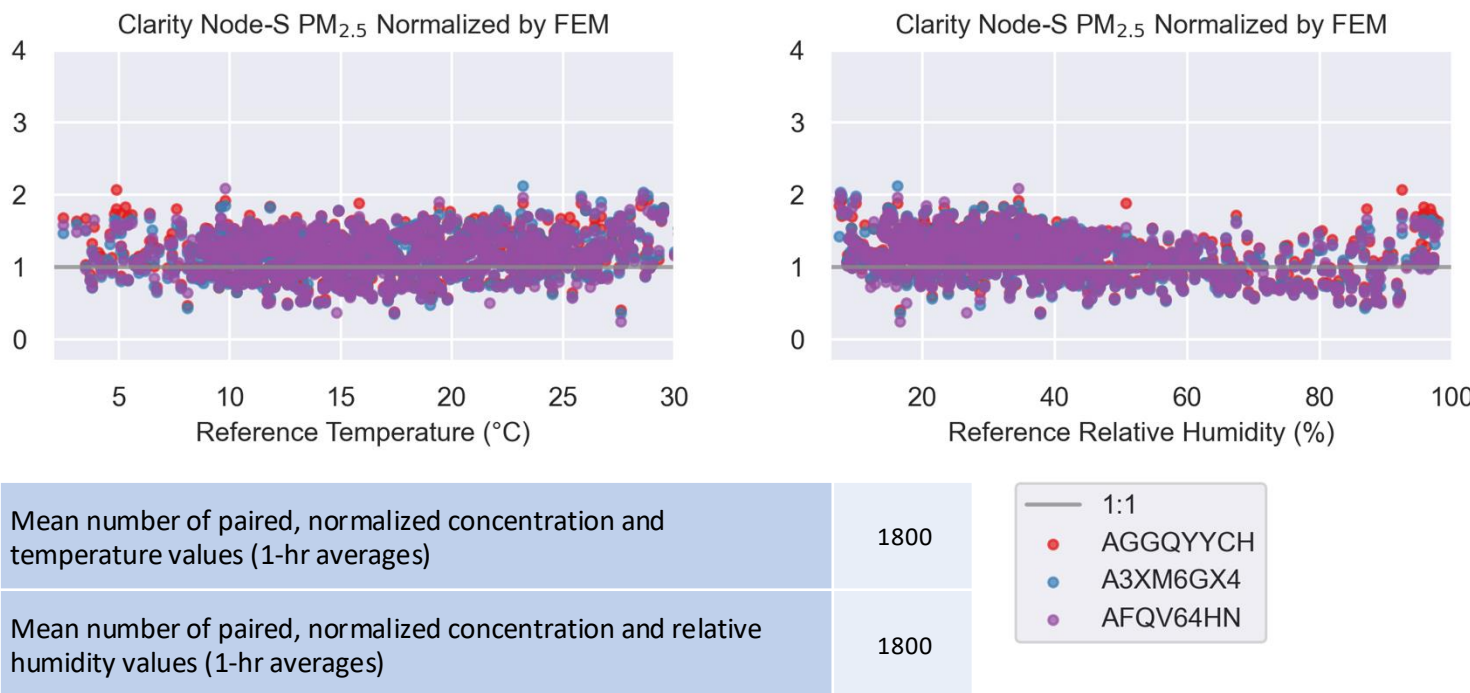 Clarity Node-S PM2.5 Normalized by FEM
4
3
2
1
0
5 10 15 20 25 30
Reference Temperature (°C)
Clarity Node-S PM2.5 Normalized by FEM
4
3
2
1
0
20 40 60 80 100
Reference Relative Humidity (%)
Mean number of paired, normalized concentration and
temperature values (1-hr averages)
1800
Mean number of paired, normalized concentration and relative
humidity values (1-hr averages)
1800
1:1
AGGQYYCH
A3XM6GX4
AFQV64HN